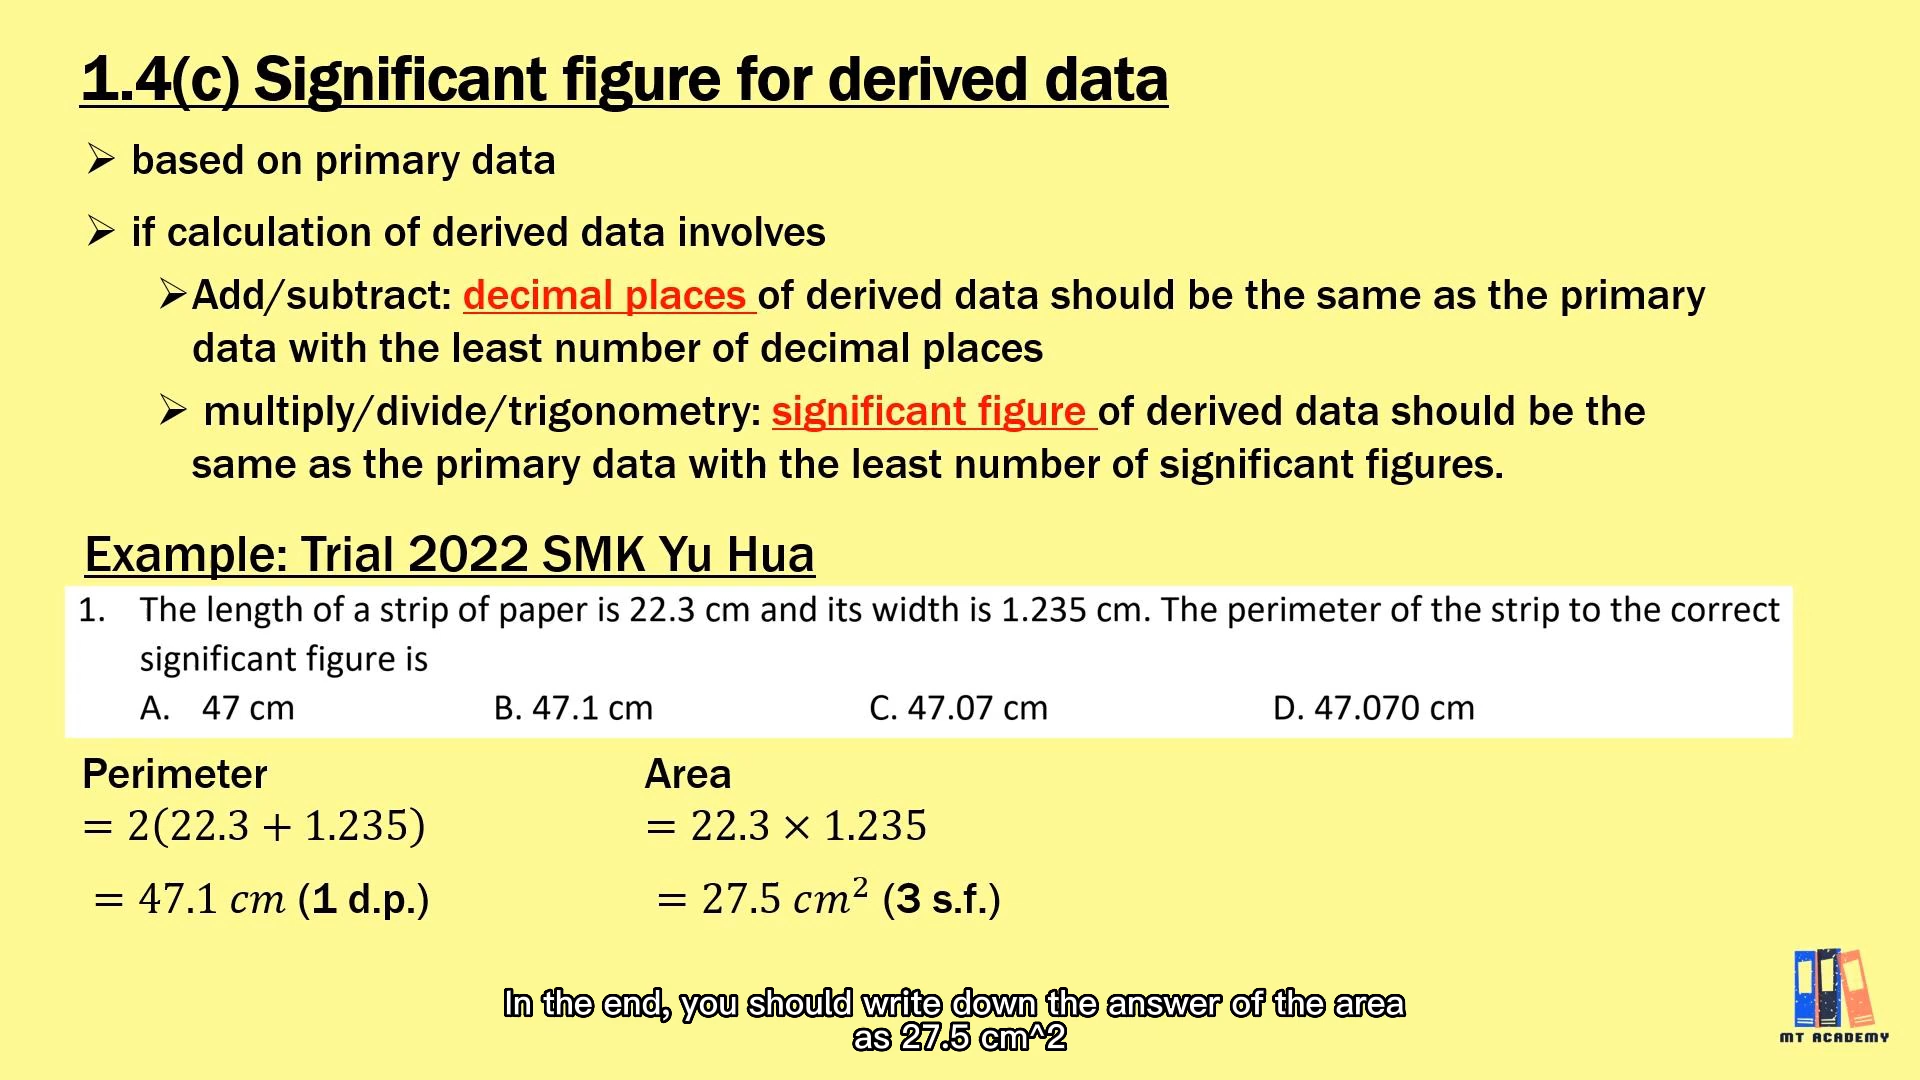 1.4(c) Significant figure for derived data
➢ based on primary data
➢ if calculation of derived data involves
➢Add/subtract: decimal places of derived data should be the same as the primary
data with the least number of decimal places
➢ multiply/divide/trigonometry: significant figure of derived data should be the
same as the primary data with the least number of significant figures.
Example: Trial 2022 SMK Yu Hua
1. The length of a strip of paper is 22.3 cm and its width is 1.235 cm. The perimeter of the strip to the correct
significant figure is
A. 47 cm B. 47.1 cm C. 47.07 cm D. 47.070 cm
Perimeter
= 2(22.3 + 1.235)
= 47.1 cm (1 d.p.)
Area
= 22.3 × 1.235
= 27.5 cm² (3 s.f.)
In the end, you should write down the answer of the area
as 27.5 cm^2
MT ACADEMY